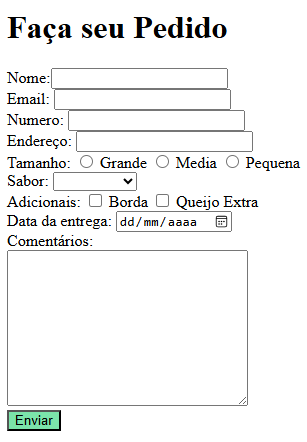 Faça seu Pedido
Nome:
Email:
Numero:
Endereço:
Tamanho: Grande Media Pequena
Sabor:
Adicionais: Borda Queijo Extra
Data da entrega: dd/mm/aaaa
Comentários:
Enviar